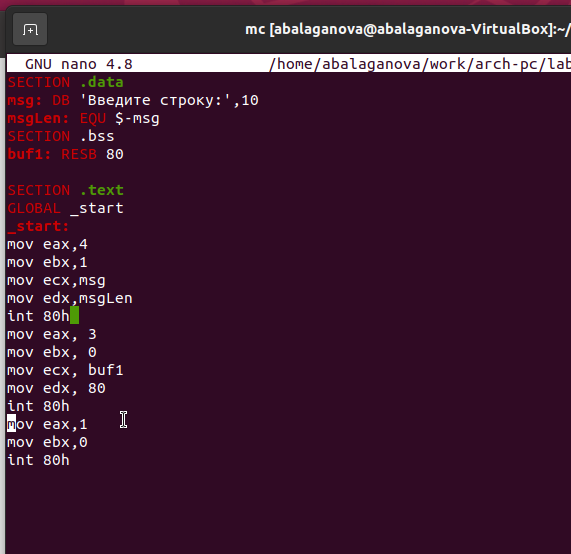 mc [abalaganova@abalaganova-VirtualBox]:~/
GNU nano 4.8 /home/abalaganova/work/arch-pc/lab
SECTION .data
msg: DB 'Введите строку:',10
msgLen: EQU $-msg
SECTION .bss
buf1: RESB 80
SECTION .text
GLOBAL _start
_start:
mov eax,4
mov ebx,1
mov ecx,msg
mov edx,msgLen
int 80h
mov eax, 3
mov ebx, 0
mov ecx, buf1
mov edx, 80
int 80h
mov eax,1
mov ebx,0
int 80h